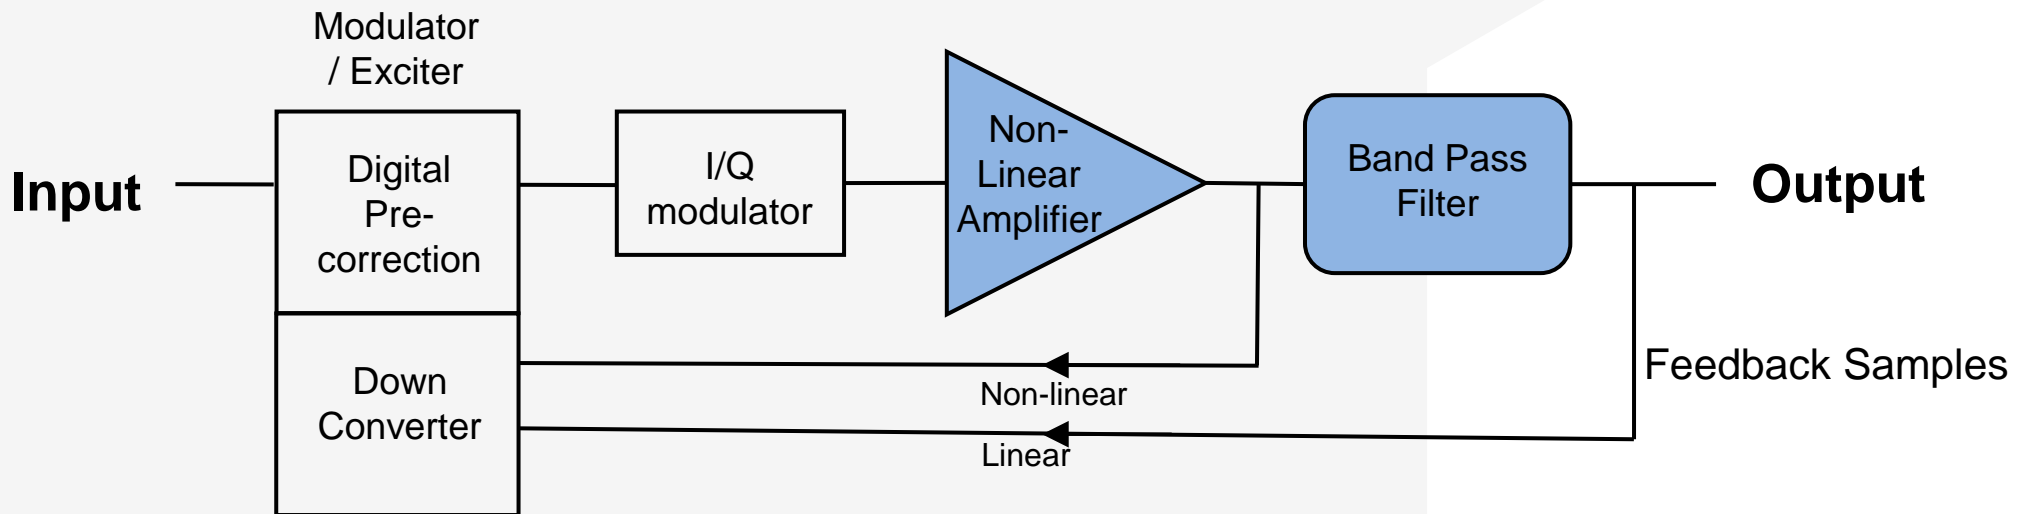 Modulator
/ Exciter
Input
Digital
Pre-
correction
I/Q
modulator
Non-
Linear
Amplifier
Band Pass
Filter
Output
Down
Converter
Non-linear
Linear
Feedback Samples